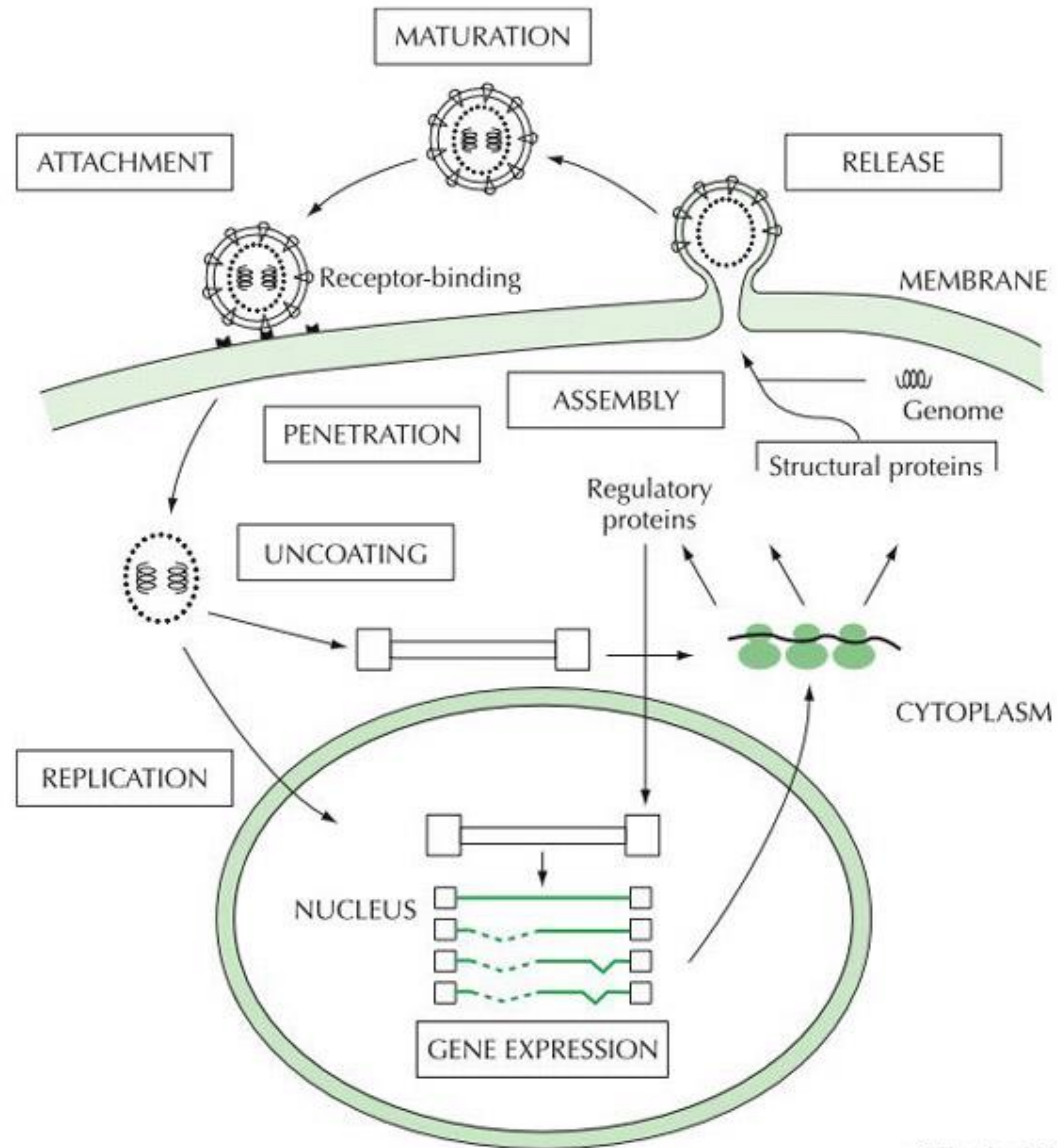 MATURATION
ATTACHMENT
RELEASE
Receptor-binding
MEMBRANE
ASSEMBLY
Genome
PENETRATION
Structural proteins
Regulatory
proteins
UNCOATING
CYTOPLASM
REPLICATION
NUCLEUS
GENE EXPRESSION